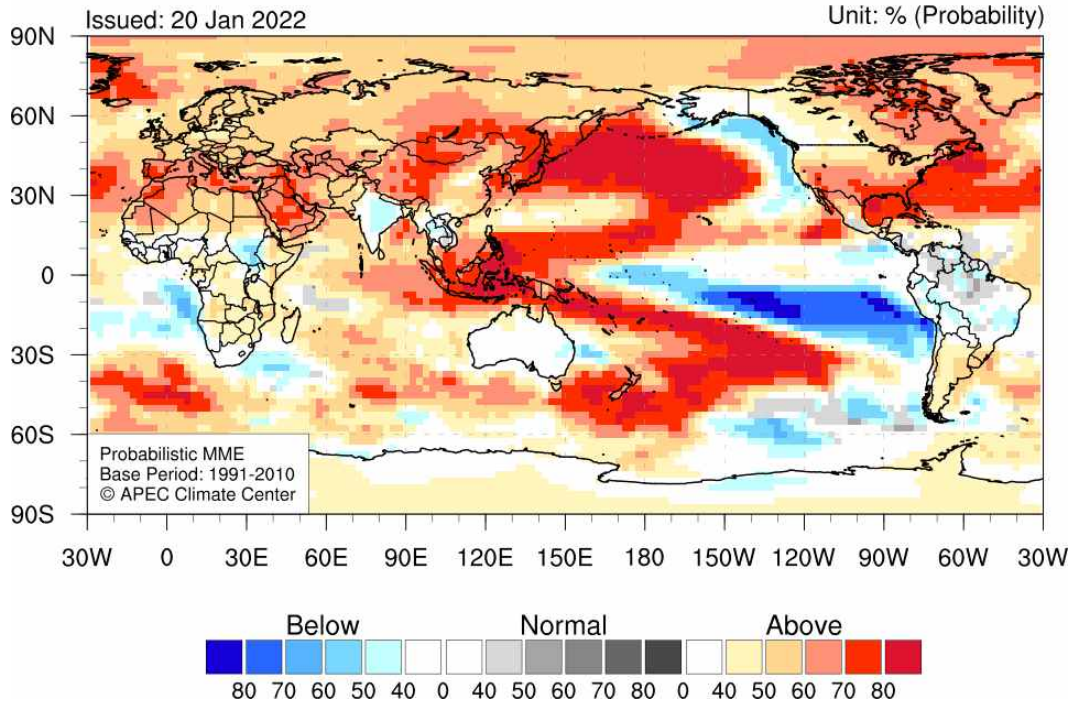 Issued: 20 Jan 2022 Unit: % (Probability)
90N
60N
30N
0
30S
60S
90S
Probabilistic MME
Base Period: 1991-2010
© APEC Climate Center
30W 0 30E 60E 90E 120E 150E 180 150W 120W 90W 60W 30W
Below Normal Above
80 70 60 50 40 0 40 50 60 70 80 0 40 50 60 70 80